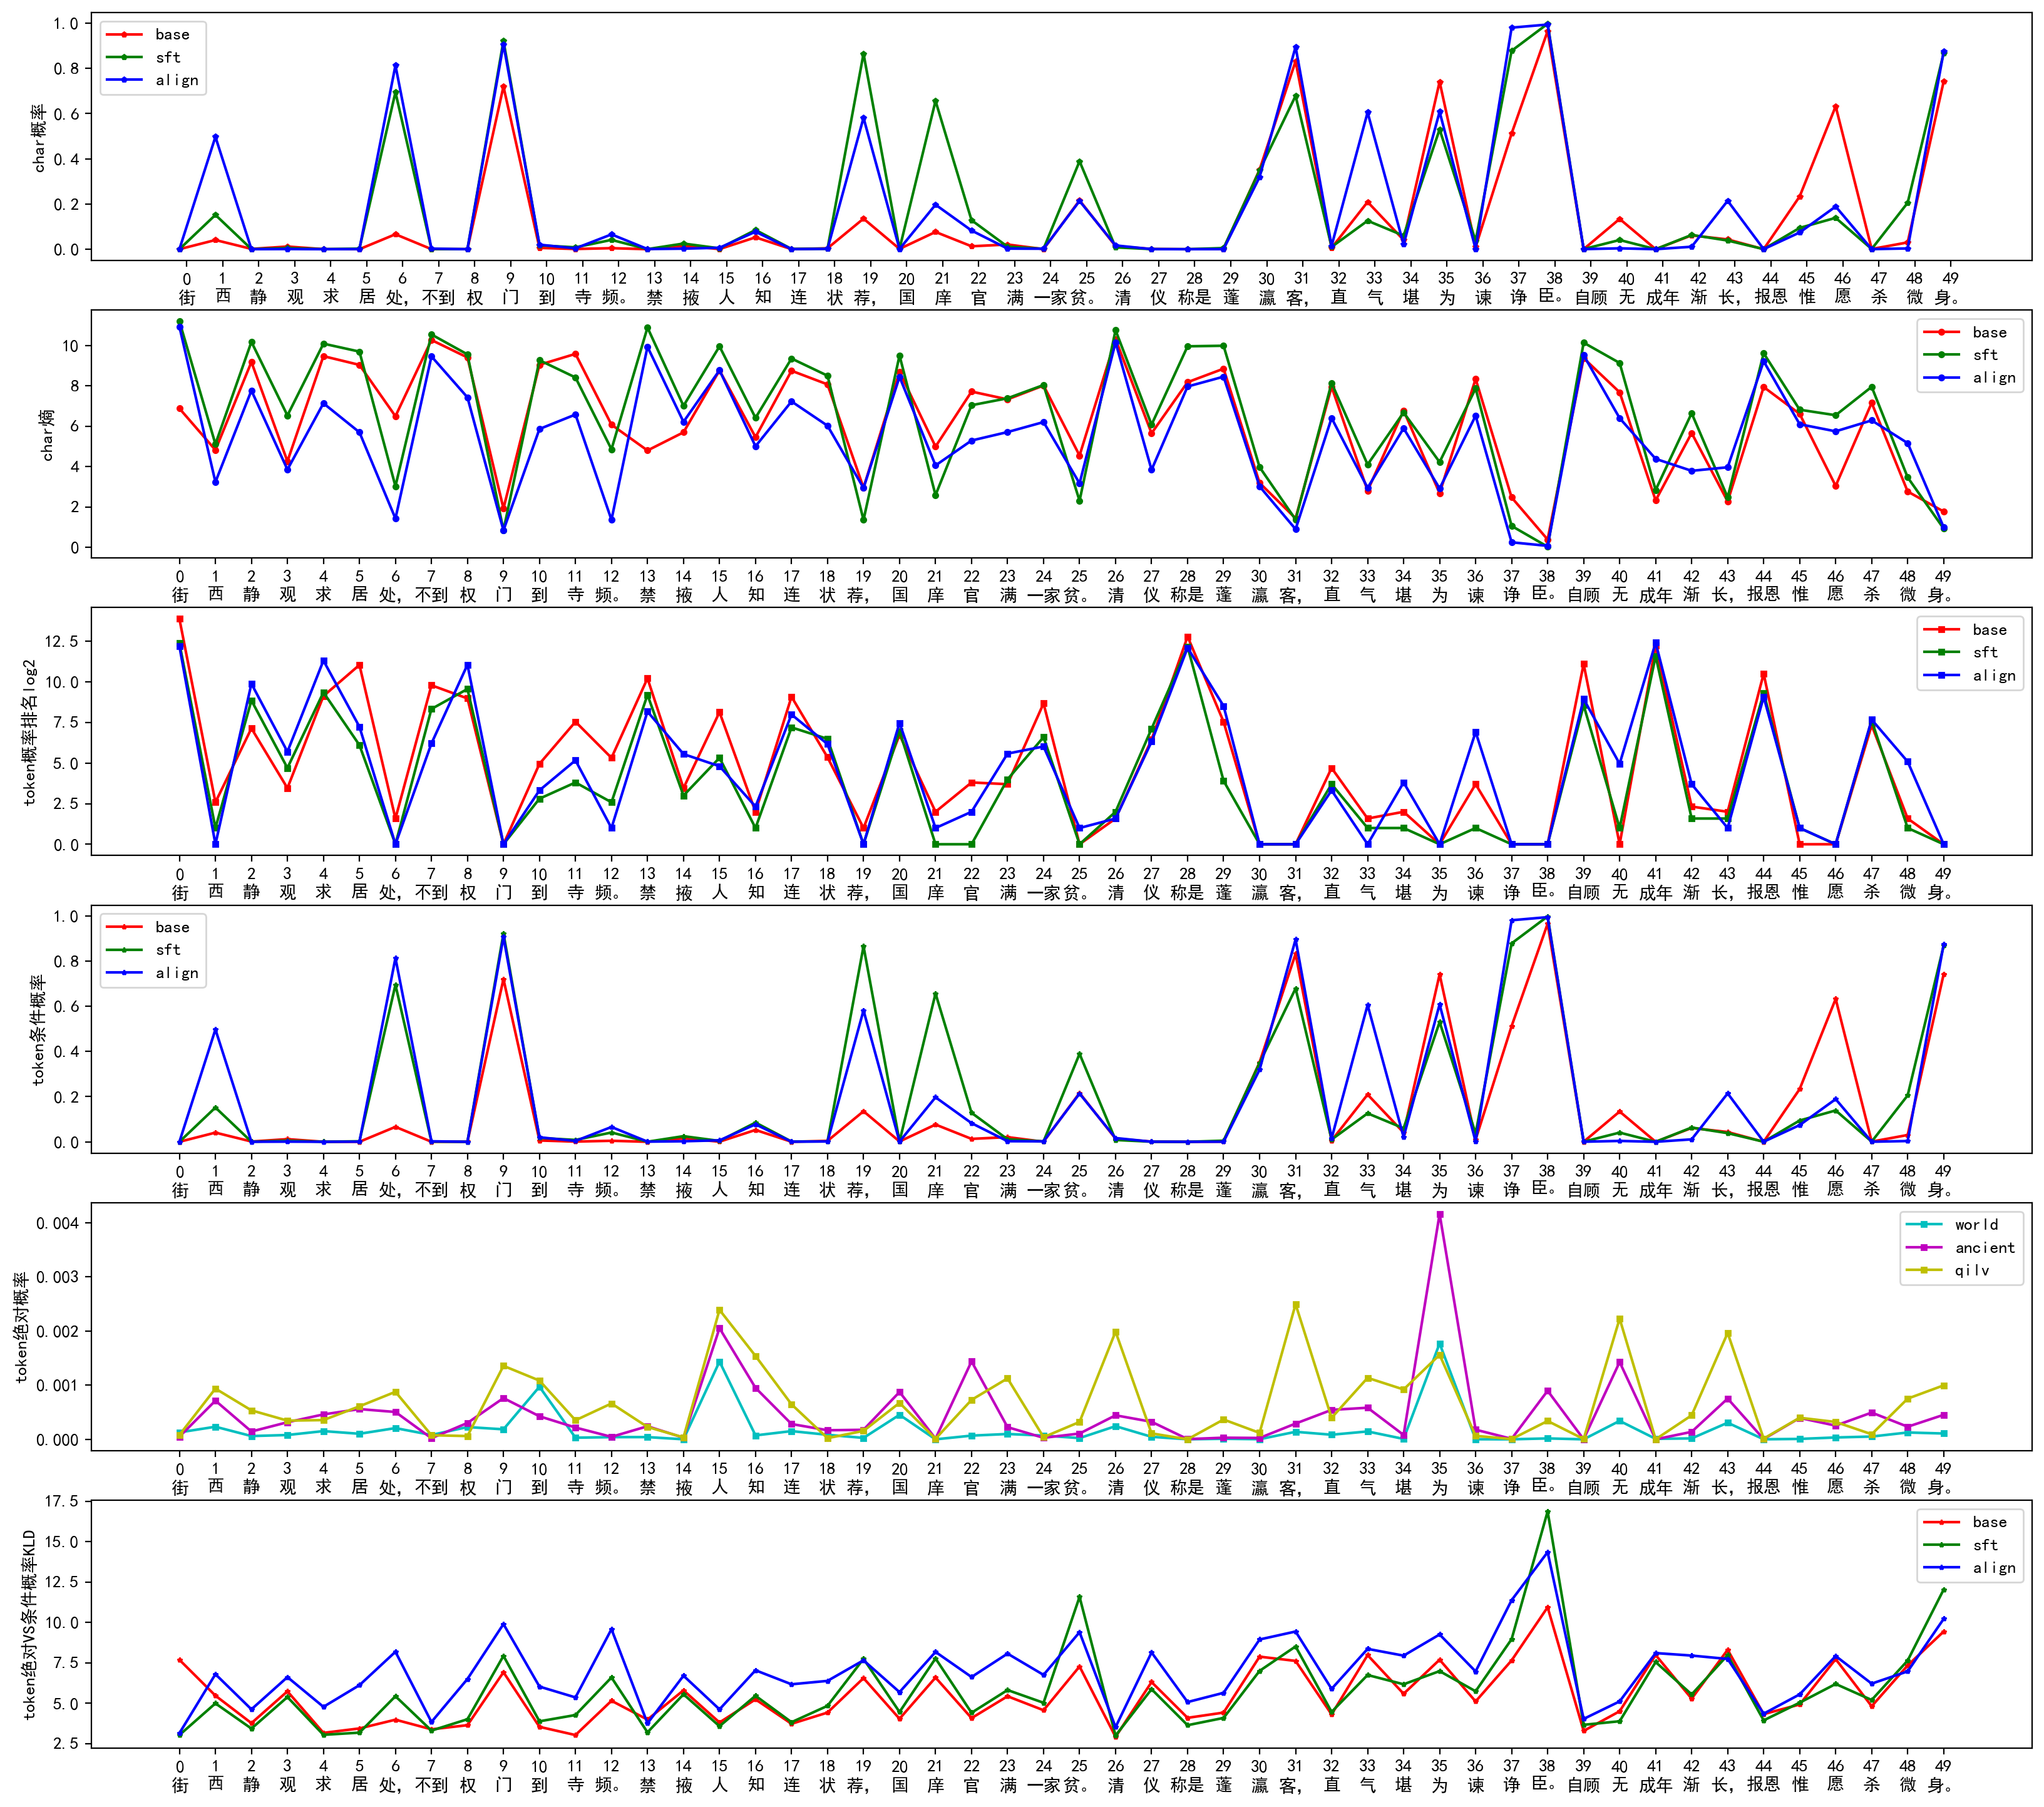 char概率
1.0
0.8
0.6
0.4
0.2
0.0
base
sft
align
0 1 2 3 4 5 6 7 8 9 10 11 12 13 14 15 16 17 18 19 20 21 22 23 24 25 26 27 28 29 30 31 32 33 34 35 36 37 38 39 40 41 42 43 44 45 46 47 48 49
街 西 静 观 求 居 处, 不到 权 门 到 寺 频。 禁 掖 人 知 连 状 荐, 国 庠 官 满 一家 贫。 清 仪 称是 蓬 瀛 客, 直 气 堪 为 谏 诤 臣。 自顾 无 成年 渐 长, 报恩 惟 愿 杀 微 身。
char熵
10
8
6
4
2
0
base
sft
align
0 1 2 3 4 5 6 7 8 9 10 11 12 13 14 15 16 17 18 19 20 21 22 23 24 25 26 27 28 29 30 31 32 33 34 35 36 37 38 39 40 41 42 43 44 45 46 47 48 49
街 西 静 观 求 居 处, 不到 权 门 到 寺 频。 禁 掖 人 知 连 状 荐, 国 庠 官 满 一家 贫。 清 仪 称是 蓬 瀛 客, 直 气 堪 为 谏 诤 臣。 自顾 无 成年 渐 长, 报恩 惟 愿 杀 微 身。
token概率排名log2
12.5
10.0
7.5
5.0
2.5
0.0
base
sft
align
0 1 2 3 4 5 6 7 8 9 10 11 12 13 14 15 16 17 18 19 20 21 22 23 24 25 26 27 28 29 30 31 32 33 34 35 36 37 38 39 40 41 42 43 44 45 46 47 48 49
街 西 静 观 求 居 处, 不到 权 门 到 寺 频。 禁 掖 人 知 连 状 荐, 国 庠 官 满 一家 贫。 清 仪 称是 蓬 瀛 客, 直 气 堪 为 谏 诤 臣。 自顾 无 成年 渐 长, 报恩 惟 愿 杀 微 身。
token条件概率
1.0
0.8
0.6
0.4
0.2
0.0
base
sft
align
0 1 2 3 4 5 6 7 8 9 10 11 12 13 14 15 16 17 18 19 20 21 22 23 24 25 26 27 28 29 30 31 32 33 34 35 36 37 38 39 40 41 42 43 44 45 46 47 48 49
街 西 静 观 求 居 处, 不到 权 门 到 寺 频。 禁 掖 人 知 连 状 荐, 国 庠 官 满 一家 贫。 清 仪 称是 蓬 瀛 客, 直 气 堪 为 谏 诤 臣。 自顾 无 成年 渐 长, 报恩 惟 愿 杀 微 身。
token绝对概率
0.004
0.003
0.002
0.001
0.000
world
ancient
qilv
0 1 2 3 4 5 6 7 8 9 10 11 12 13 14 15 16 17 18 19 20 21 22 23 24 25 26 27 28 29 30 31 32 33 34 35 36 37 38 39 40 41 42 43 44 45 46 47 48 49
街 西 静 观 求 居 处, 不到 权 门 到 寺 频。 禁 掖 人 知 连 状 荐, 国 庠 官 满 一家 贫。 清 仪 称是 蓬 瀛 客, 直 气 堪 为 谏 诤 臣。 自顾 无 成年 渐 长, 报恩 惟 愿 杀 微 身。
token绝对VS条件概率KLD
17.5
15.0
12.5
10.0
7.5
5.0
2.5
base
sft
align
0 1 2 3 4 5 6 7 8 9 10 11 12 13 14 15 16 17 18 19 20 21 22 23 24 25 26 27 28 29 30 31 32 33 34 35 36 37 38 39 40 41 42 43 44 45 46 47 48 49
街 西 静 观 求 居 处, 不到 权 门 到 寺 频。 禁 掖 人 知 连 状 荐, 国 庠 官 满 一家 贫。 清 仪 称是 蓬 瀛 客, 直 气 堪 为 谏 诤 臣。 自顾 无 成年 渐 长, 报恩 惟 愿 杀 微 身。